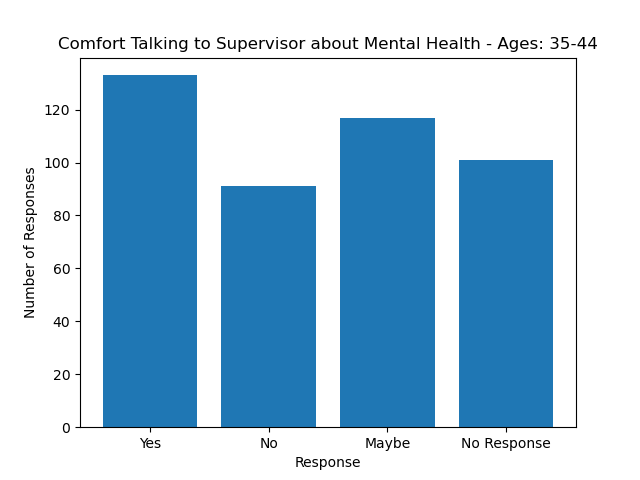 Comfort Talking to Supervisor about Mental Health - Ages: 35-44
Number of Responses
120
100
80
60
40
20
0
Yes No Maybe No Response
Response